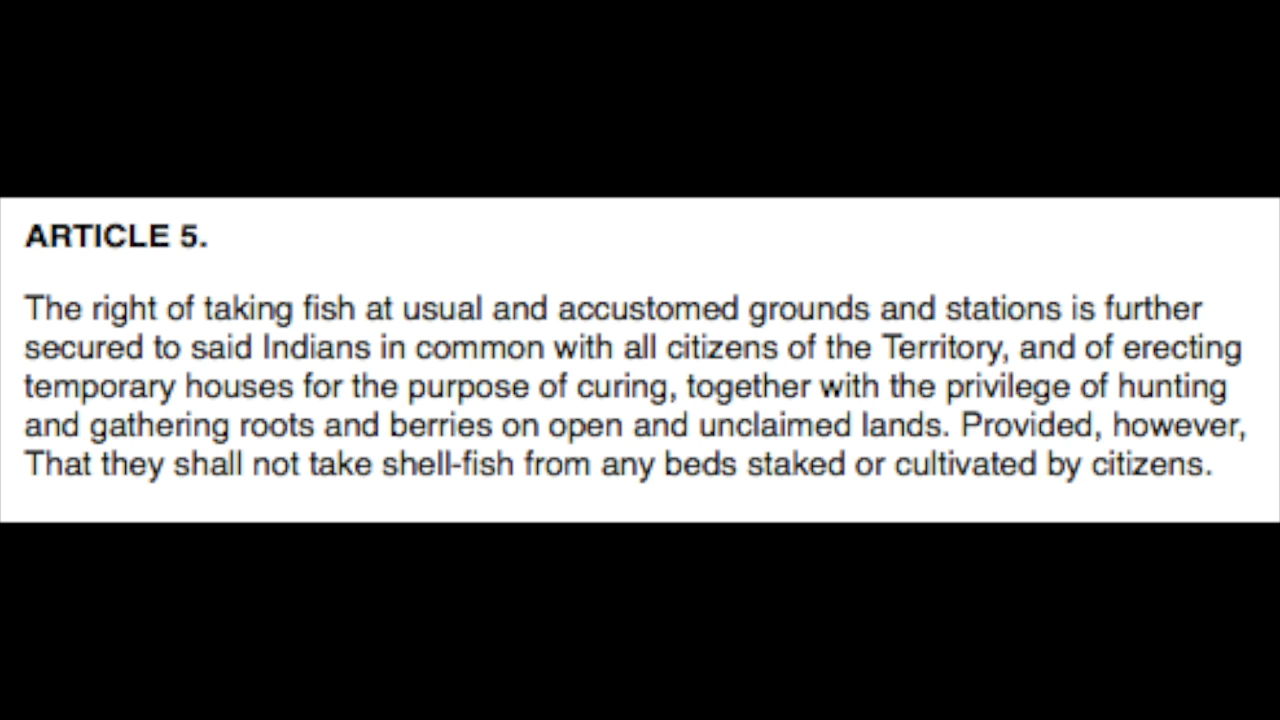 ARTICLE 5.
The right of taking fish at usual and accustomed grounds and stations is further
secured to said Indians in common with all citizens of the Territory, and of erecting
temporary houses for the purpose of curing, together with the privilege of hunting
and gathering roots and berries on open and unclaimed lands. Provided, however,
That they shall not take shell-fish from any beds staked or cultivated by citizens.